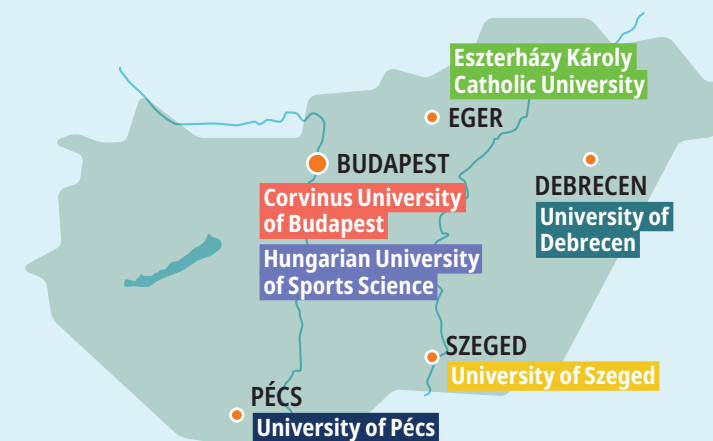 Eszterházy Károly
Catholic University
EGER
BUDAPEST
Corvinus University
of Budapest
Hungarian University
of Sports Science
DEBRECEN
University of
Debrecen
SZEGED
University of Szeged
PÉCS
University of Pécs